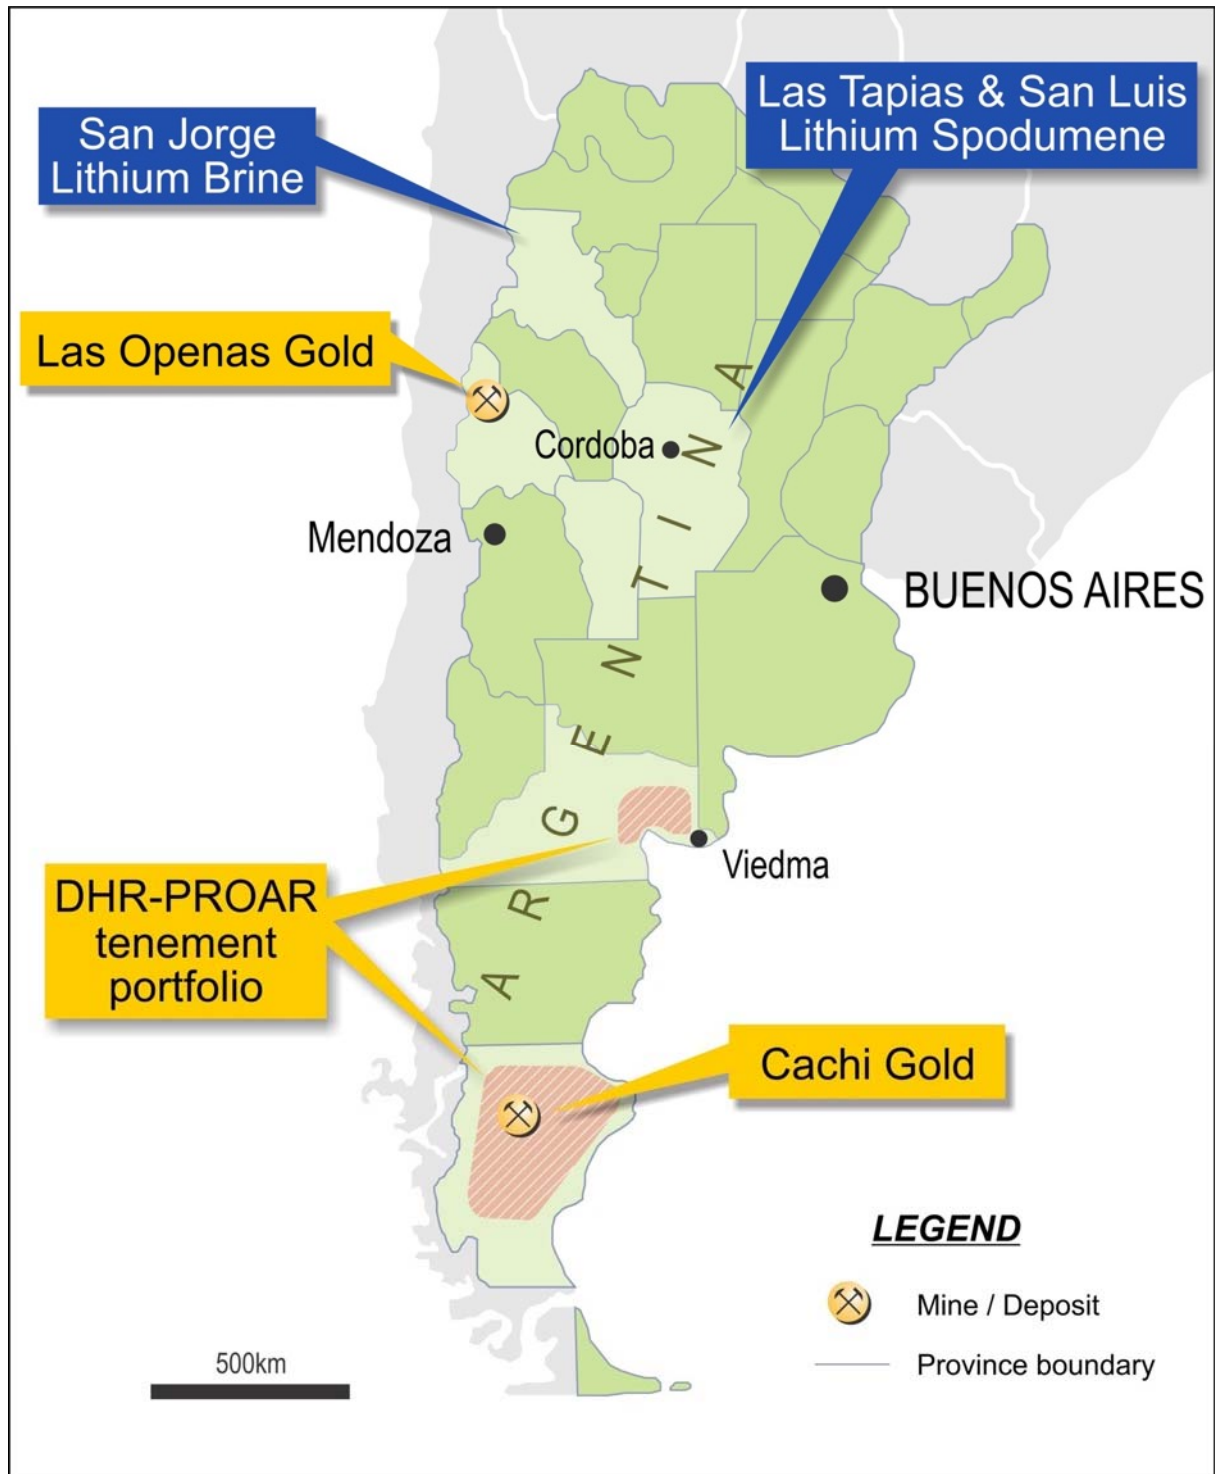 Las Tapias & San Luis
Lithium Spodumene
San Jorge
Lithium Brine
Las Openas Gold
Cordoba
Mendoza
BUENOS AIRES
ARGENTINA
Viedma
DHR-PROAR
tenement
portfolio
Cachi Gold
LEGEND
Mine / Deposit
Province boundary
500km